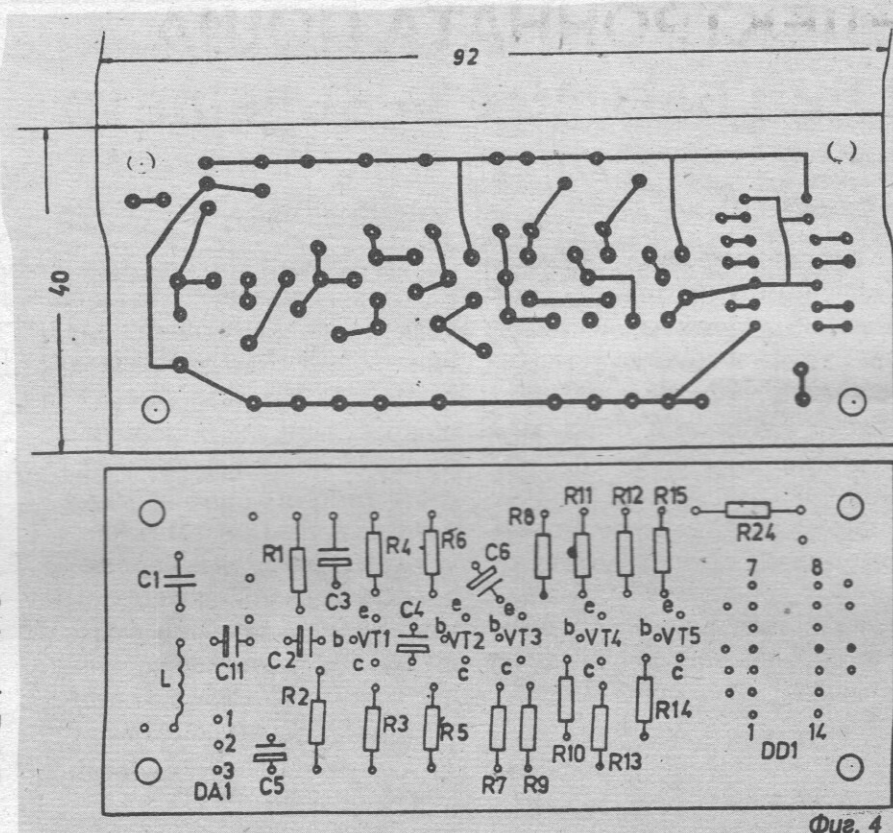 92
40
R8 R11 R12 R15
R1 R4 R6 C6 R24
C1 C3 7 8
e C4 e e e e
b VT1 b VT2 b VT3 b VT4 b VT5
L C11 C2 c c c c c
R2 R14
1 R3 R5 R10 R13 1 14
2 DD1
3 C5 R7 R9
DA1
Фиг. 4